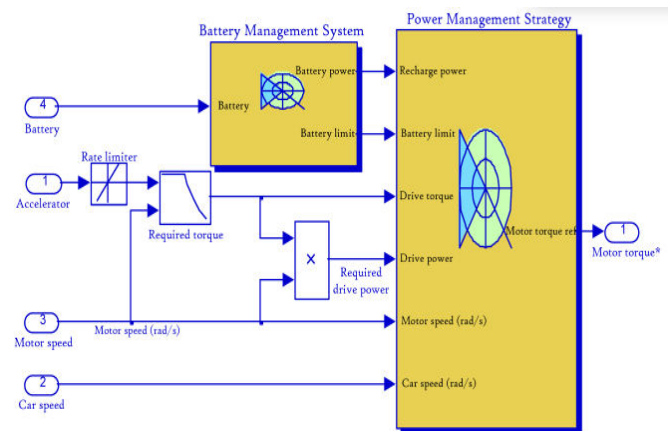 Power Management Strategy
Battery Management System
Battery power
Recharge power
4
Battery
Battery
Battery limit
Battery limit
Rate limiter
1
Accelerator
Required torque
Drive torque
Motor torque ref
1
Motor torque*
×
Required
drive power
Drive power
3
Motor speed
Motor speed (rad/s)
Motor speed (rad/s)
2
Car speed
Car speed (rad/s)